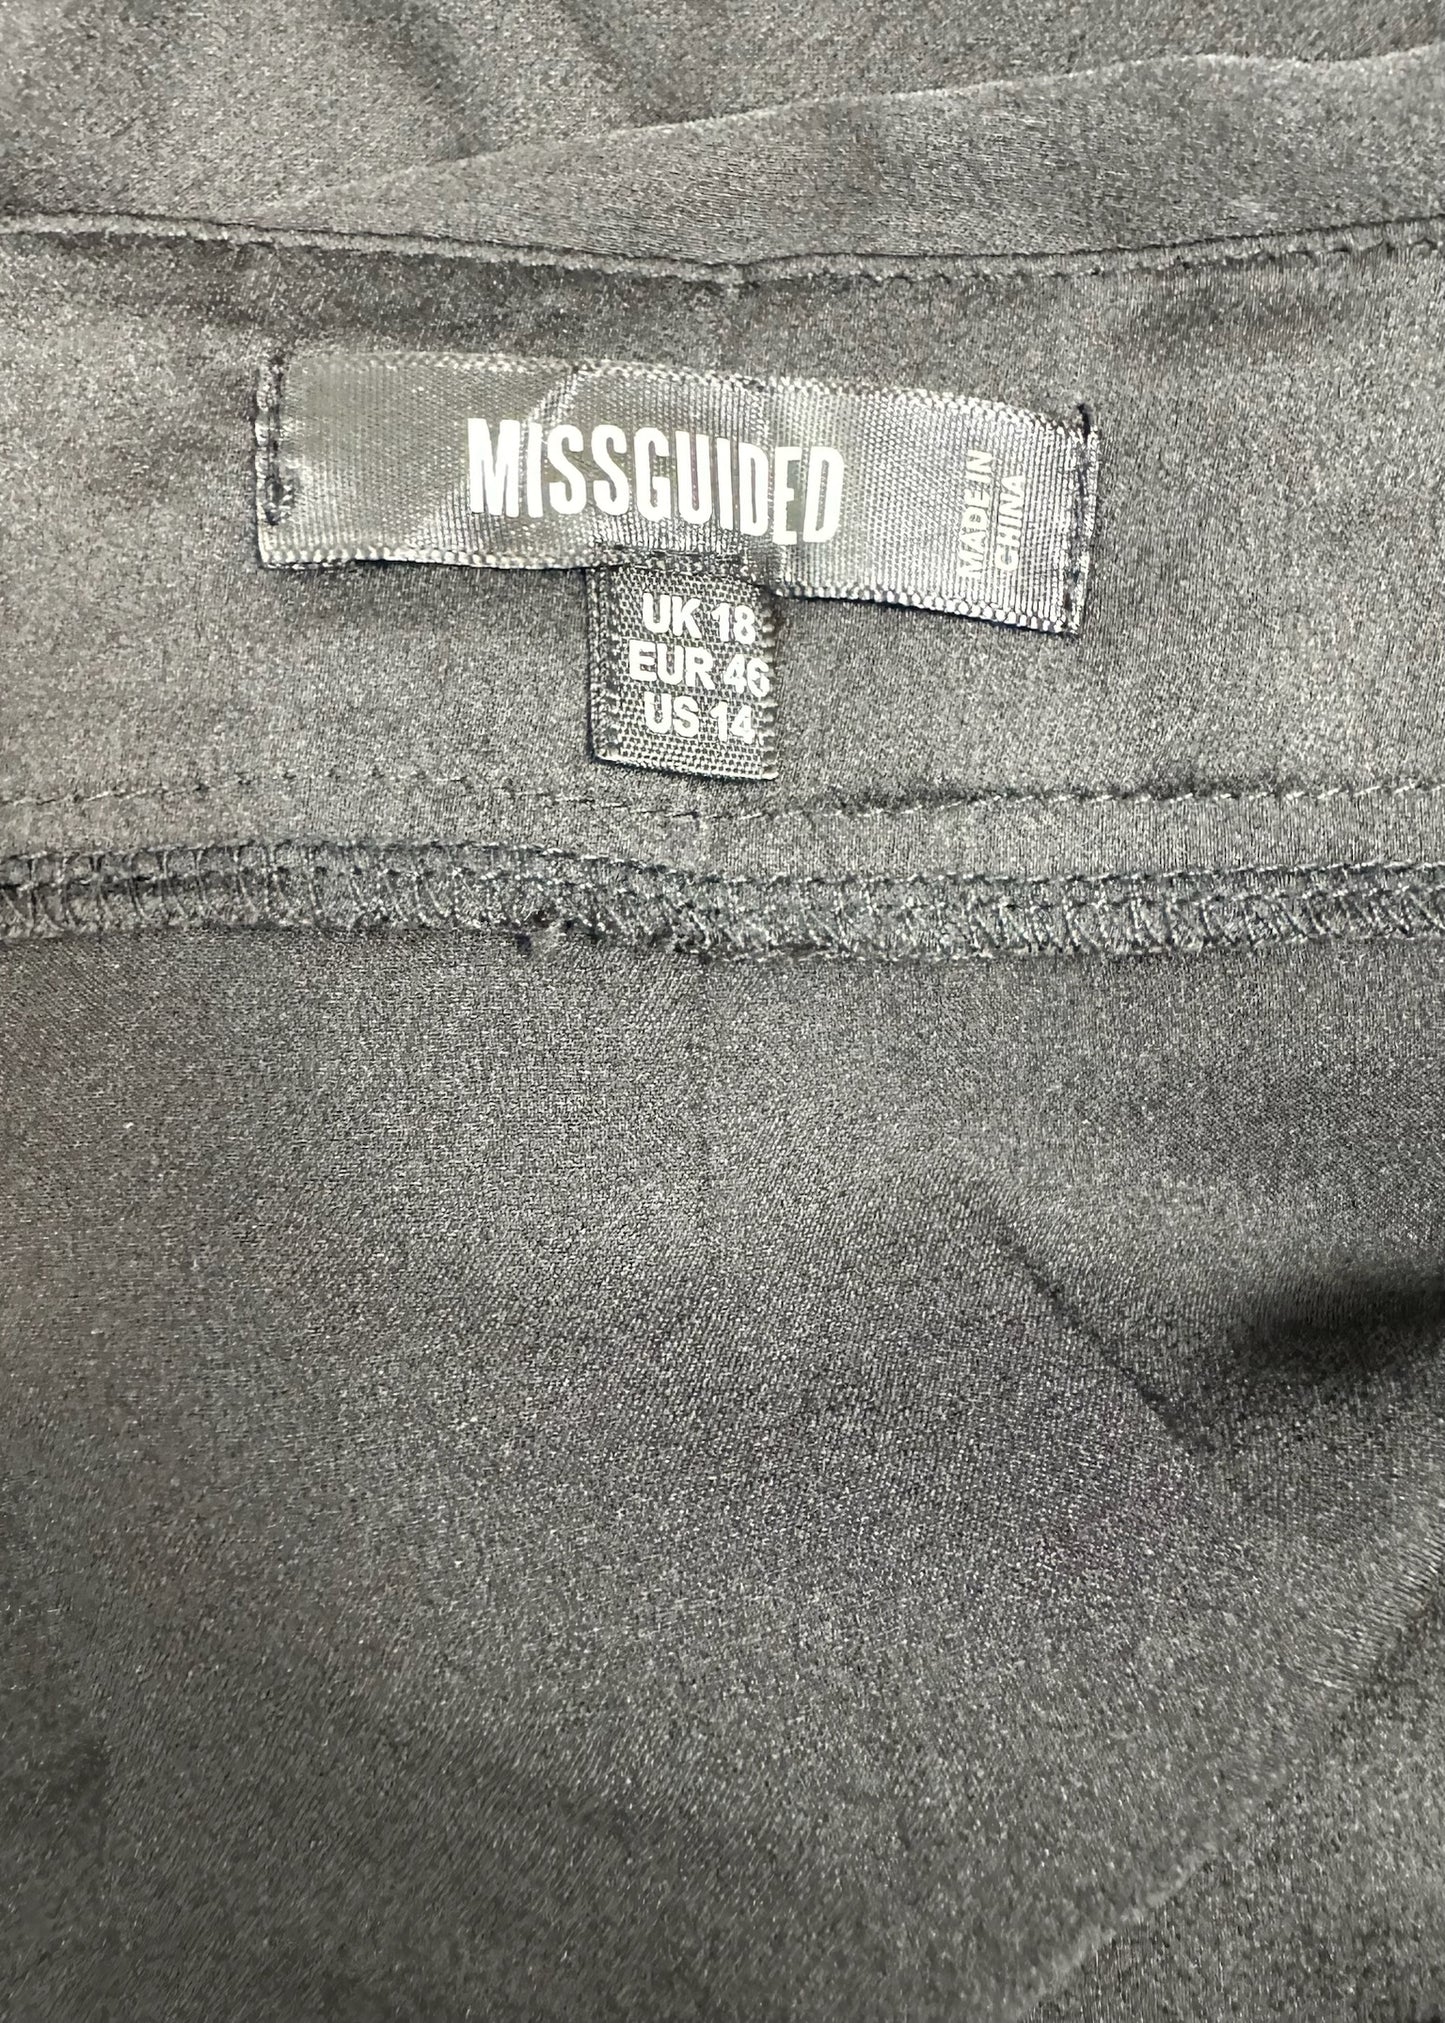 MISSGUIDED
MADE IN
CHINA
UK 18
EUR 46
US 14